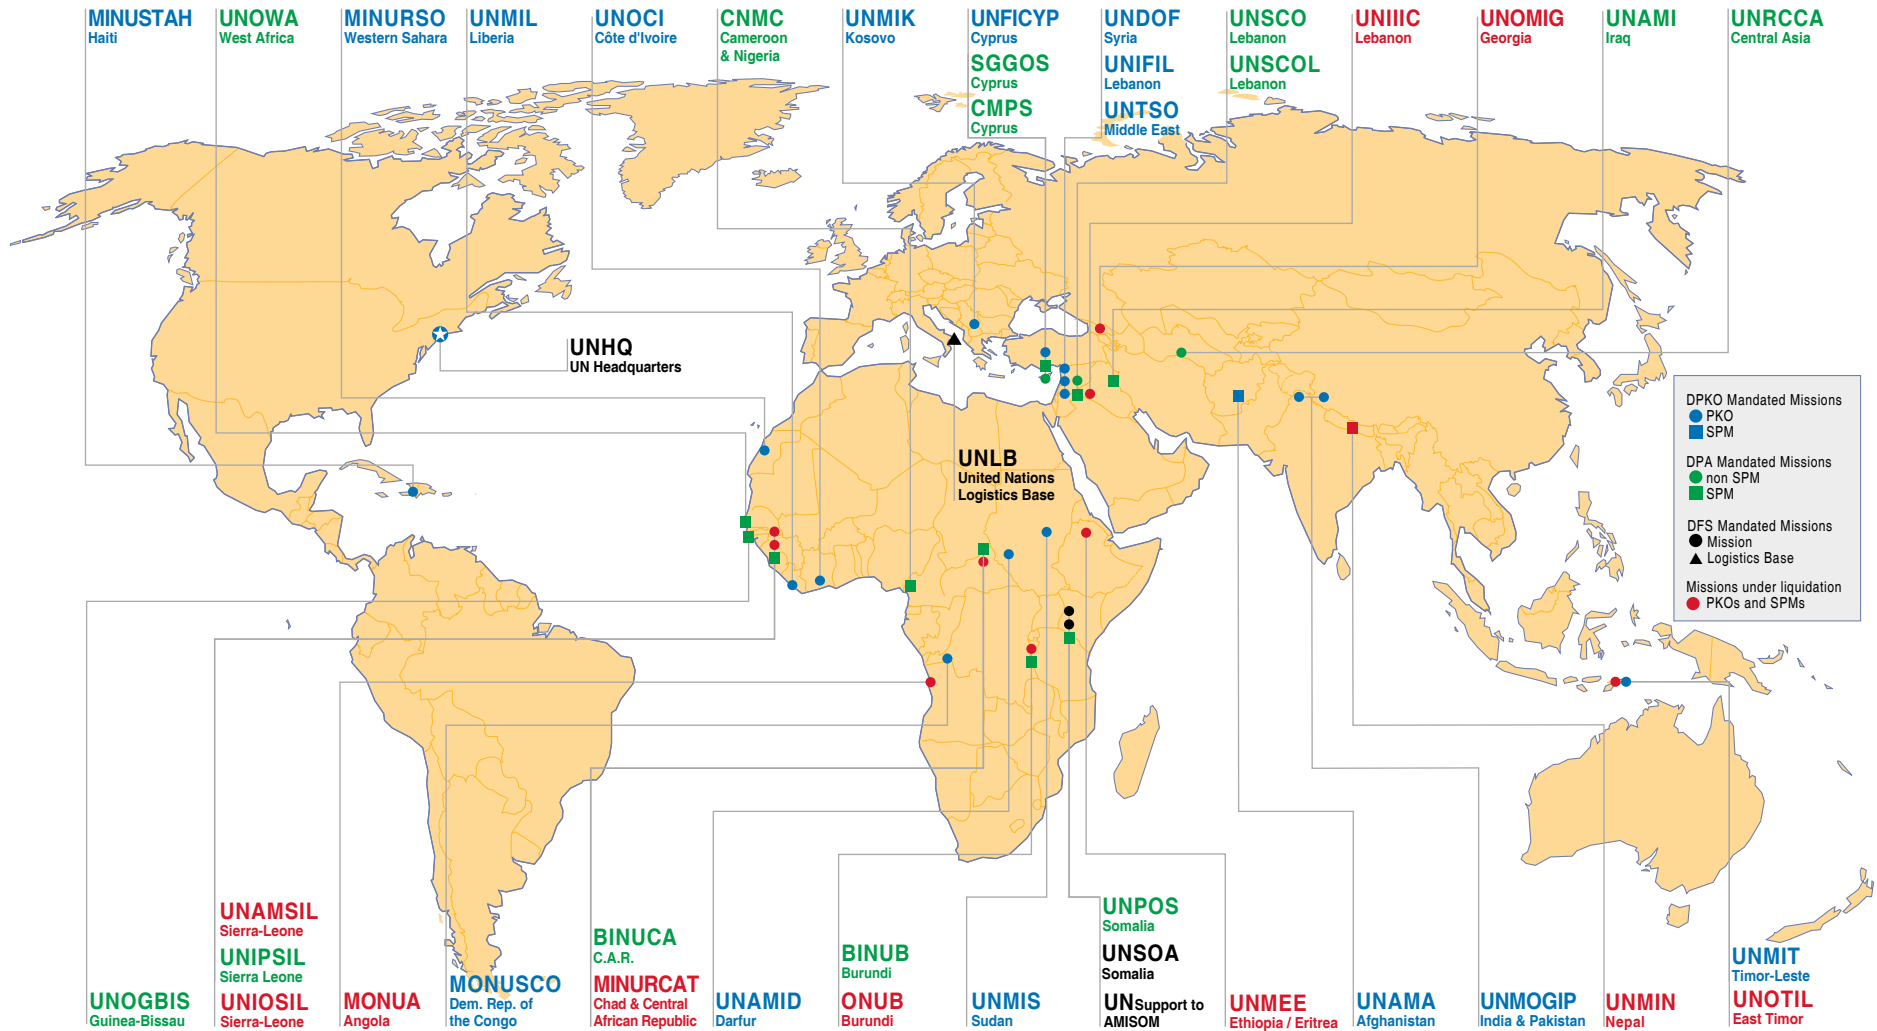 MINUSTAH
Haiti
UNOWA
West Africa
MINURSO
Western Sahara
UNMIL
Liberia
UNOCI
Côte d'Ivoire
CNMC
Cameroon
& Nigeria
UNMIK
Kosovo
UNFICYP
Cyprus
SGGOS
Cyprus
CMPS
Cyprus
UNDOF
Syria
UNIFIL
Lebanon
UNTSO
Middle East
UNSCO
Lebanon
UNSCOL
Lebanon
UNIIIC
Lebanon
UNOMIG
Georgia
UNAMI
Iraq
UNRCCA
Central Asia
UNHQ
UN Headquarters
UNLB
United Nations
Logistics Base
DPKO Mandated Missions
PKO
SPM
DPA Mandated Missions
non SPM
SPM
DFS Mandated Missions
Mission
Logistics Base
Missions under liquidation
PKOs and SPMs
UNOGBIS
Guinea-Bissau
UNAMSIL
Sierra-Leone
UNIPSIL
Sierra Leone
UNIOSIL
Sierra-Leone
MONUA
Angola
MONUSCO
Dem. Rep. of
the Congo
BINUCA
C.A.R.
MINURCAT
Chad & Central
African Republic
UNAMID
Darfur
BINUB
Burundi
ONUB
Burundi
UNMIS
Sudan
UNPOS
Somalia
UNSOA
Somalia
UN Support to
AMISOM
UNMEE
Ethiopia / Eritrea
UNAMA
Afghanistan
UNMOGIP
India & Pakistan
UNMIN
Nepal
UNMIT
Timor-Leste
UNOTIL
East Timor